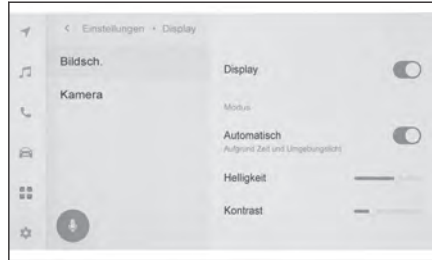 Einstellungen • Display
Bildsch.
Kamera
Display
Modus
Automatisch
Aufgrund Zeit und Umgebungslicht
Helligkeit
Kontrast